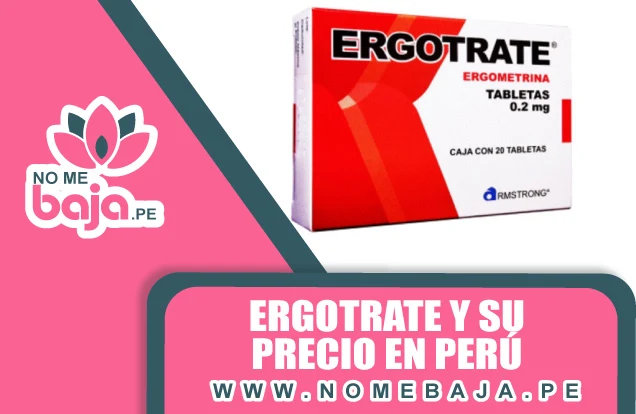 NO ME
baja.PE
ERGOTRATE®
ERGOMETRINA
TABLETAS
0.2 mg
CAJA CON 20 TABLETAS
ARMSTRONG®
ERGOTRATE Y SU
PRECIO EN PERÚ
WWW.NOMEBAJA.PE